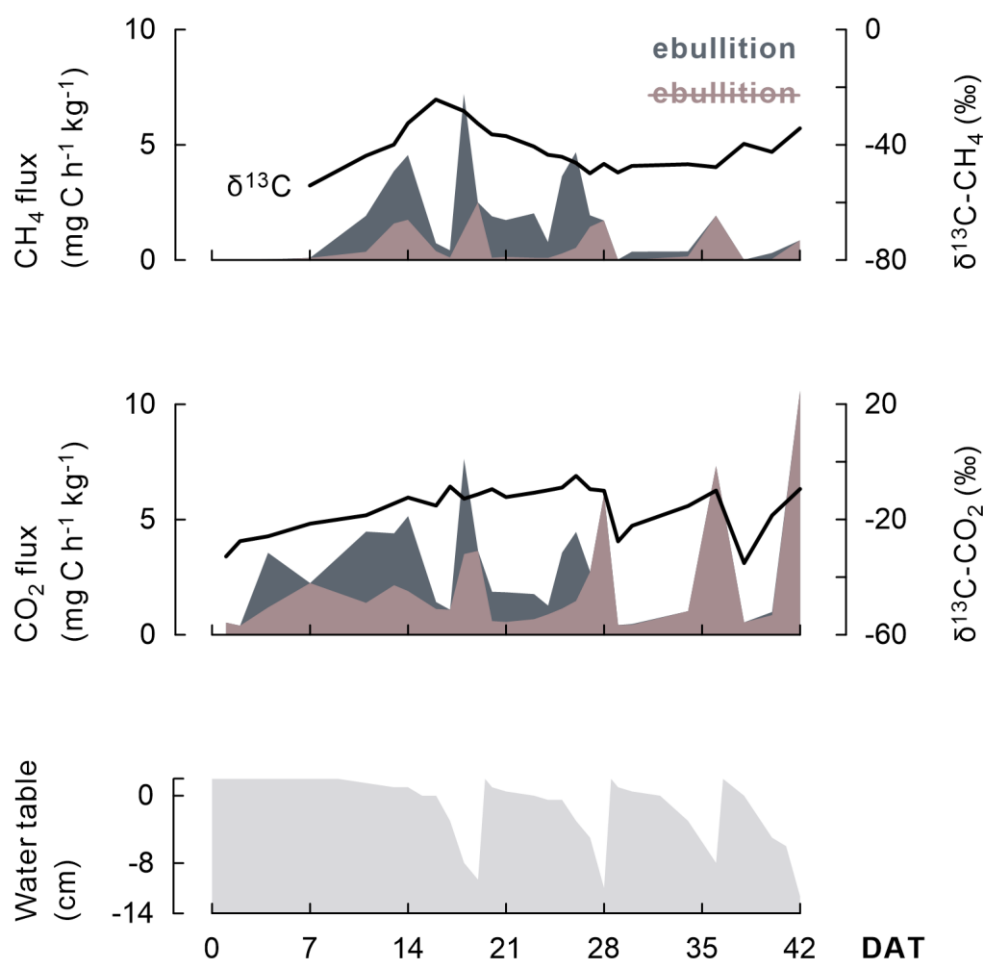 10
5
0
CH₄ flux
(mg C h⁻¹ kg⁻¹)
δ¹³C
ebullition
ebullition
0
-40
-80
δ¹³C-CH₄ (‰)
10
5
0
CO₂ flux
(mg C h⁻¹ kg⁻¹)
20
-20
-60
δ¹³C-CO₂ (‰)
0
-8
-14
Water table
(cm)
0 7 14 21 28 35 42 DAT